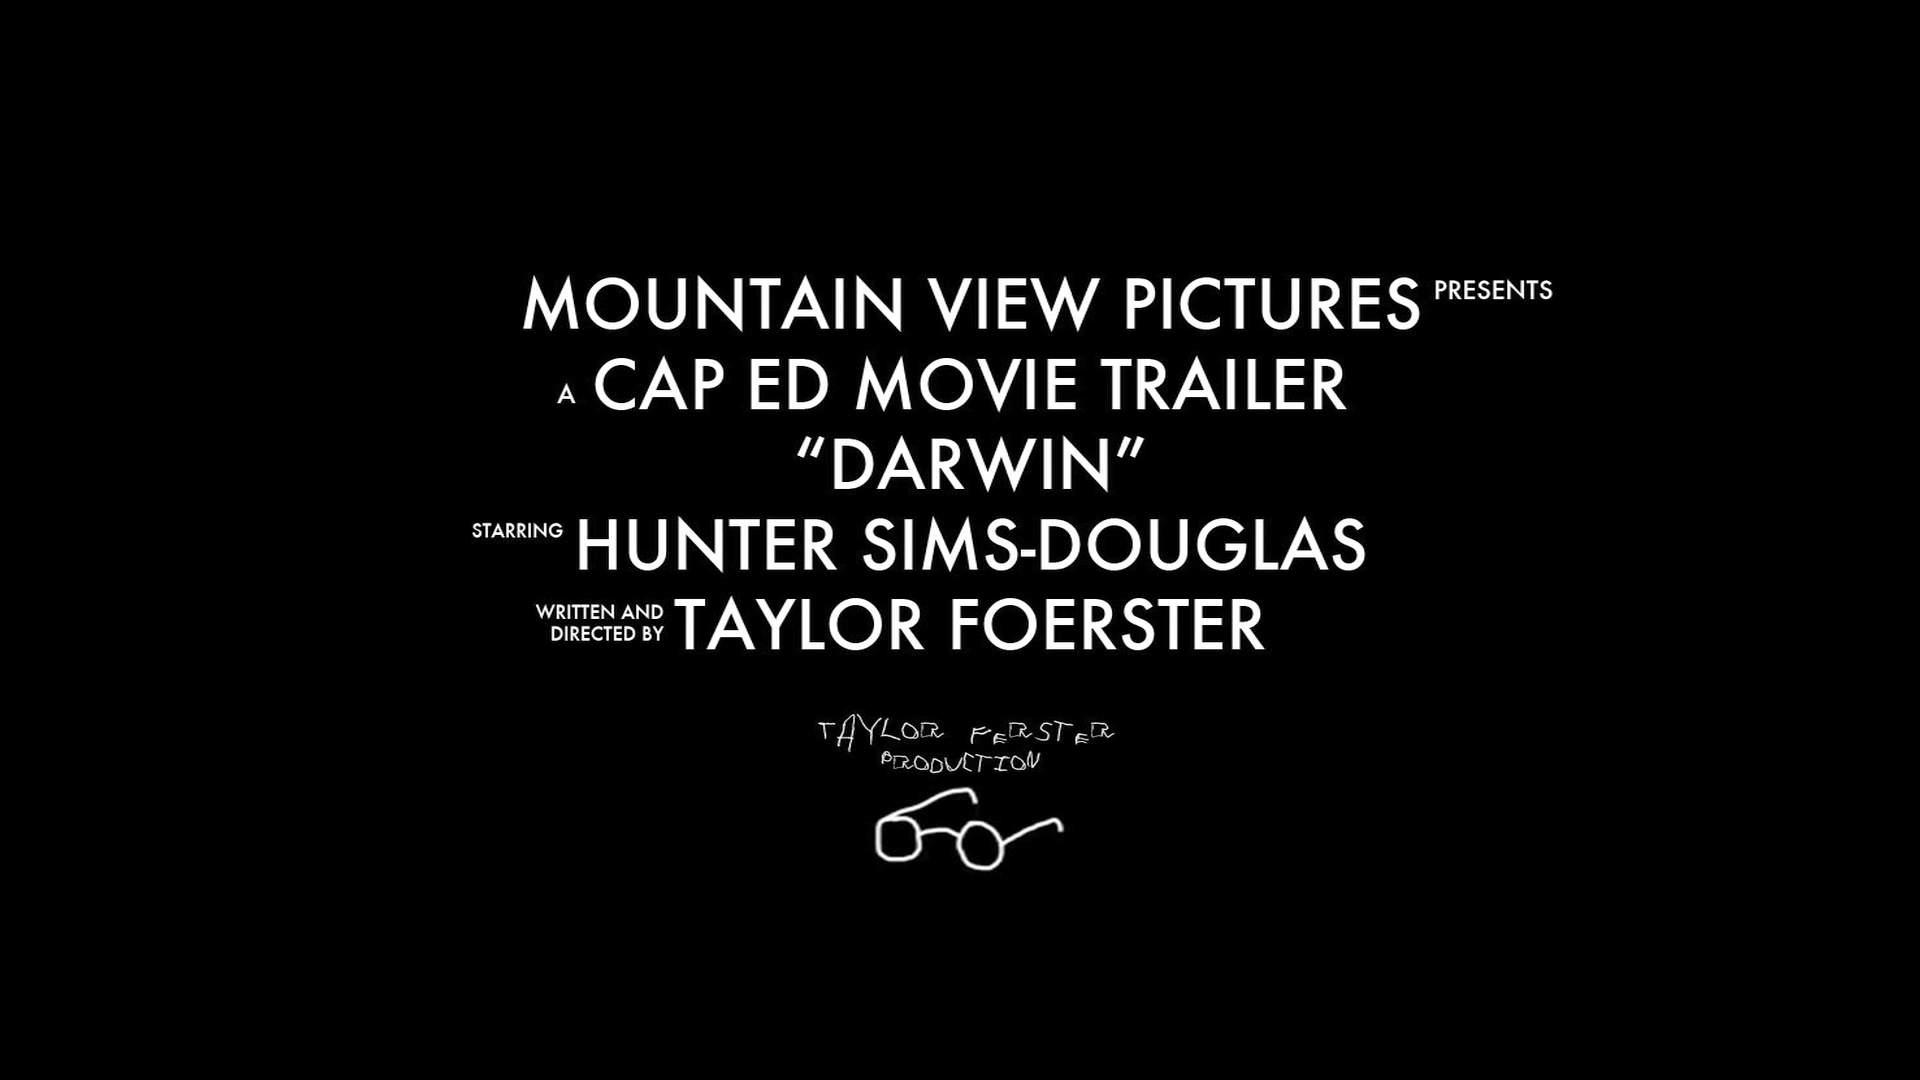 MOUNTAIN VIEW PICTURES PRESENTS
A CAP ED MOVIE TRAILER
“DARWIN”
STARRING HUNTER SIMS-DOUGLAS
WRITTEN AND
DIRECTED BY TAYLOR FOERSTER
TAYLOR FERSTER
PRODUCTION